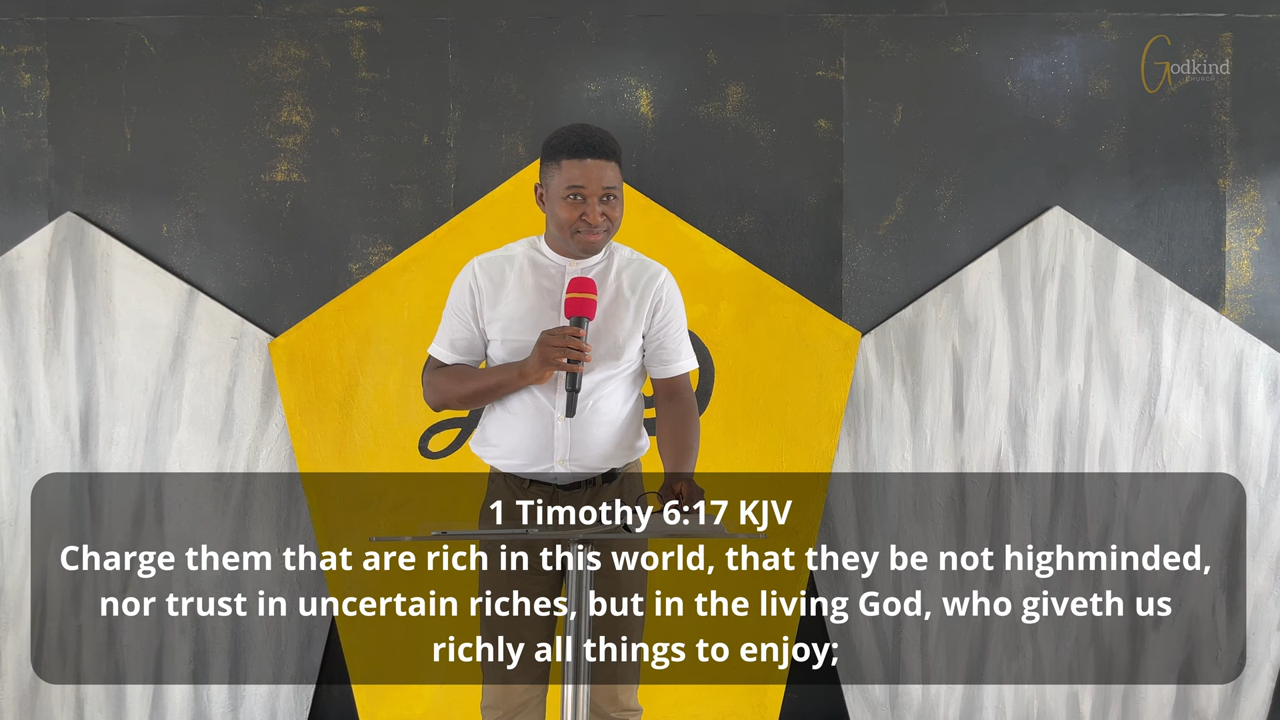 Godkind
CHURCH
1 Timothy 6:17 KJV
Charge them that are rich in this world, that they be not highminded,
nor trust in uncertain riches, but in the living God, who giveth us
richly all things to enjoy;